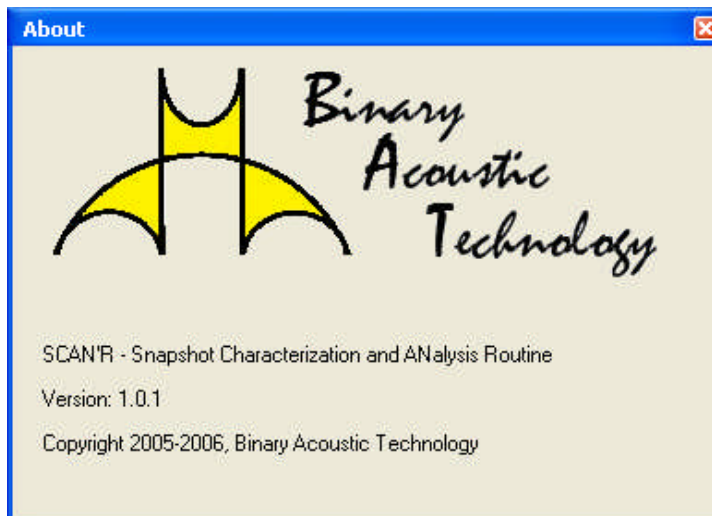 About
Binary
Acoustic
Technology
SCAN'R - Snapshot Characterization and ANalysis Routine
Version: 1.0.1
Copyright 2005-2006, Binary Acoustic Technology